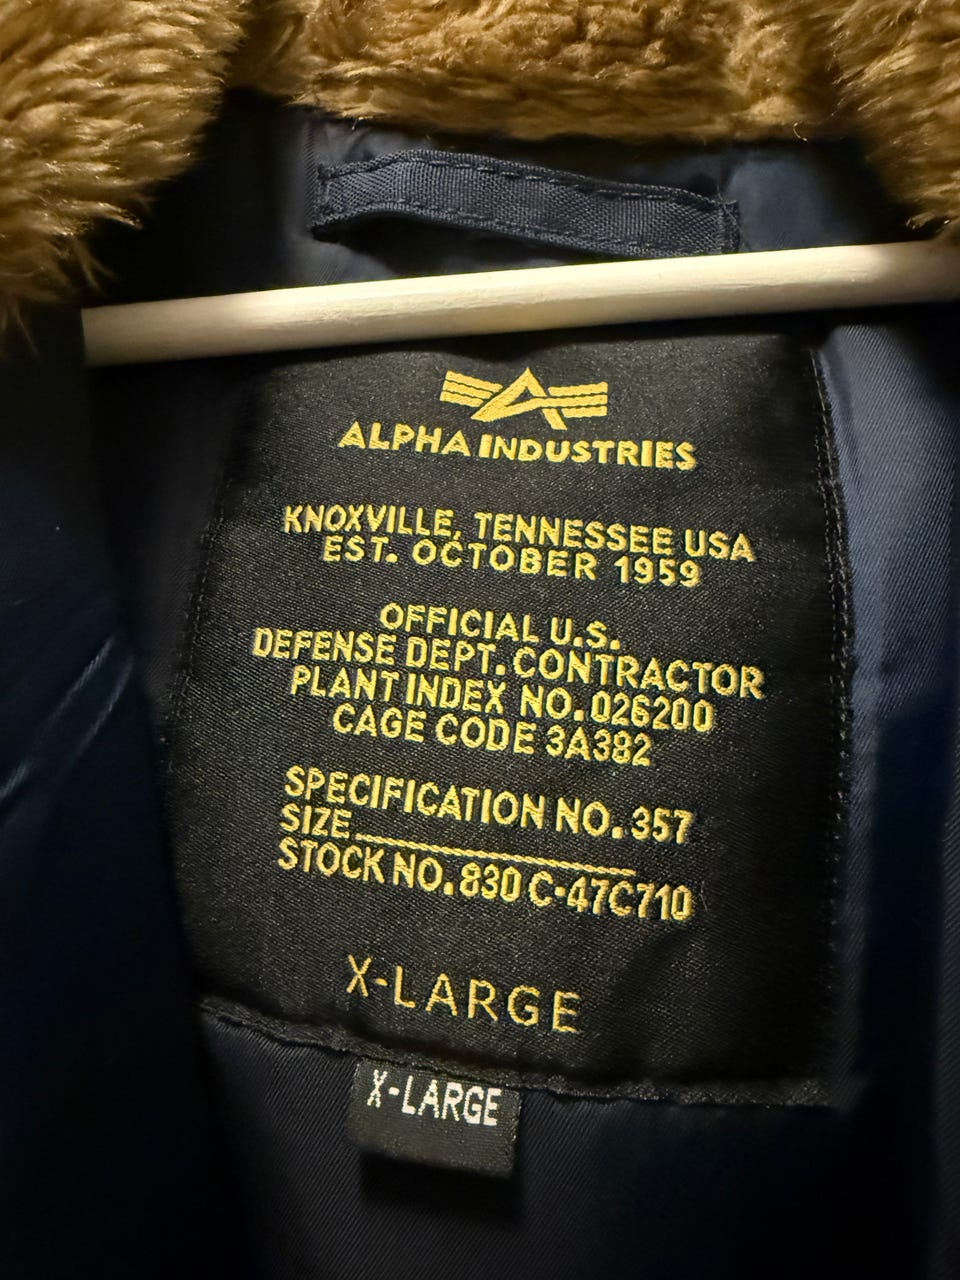 ALPHA INDUSTRIES
KNOXVILLE, TENNESSEE USA
EST. OCTOBER 1959
OFFICIAL U.S.
DEFENSE DEPT. CONTRACTOR
PLANT INDEX NO. 026200
CAGE CODE 3A382
SPECIFICATION NO. 357
SIZE
STOCK NO. 830 C-47C710
X-LARGE
X-LARGE